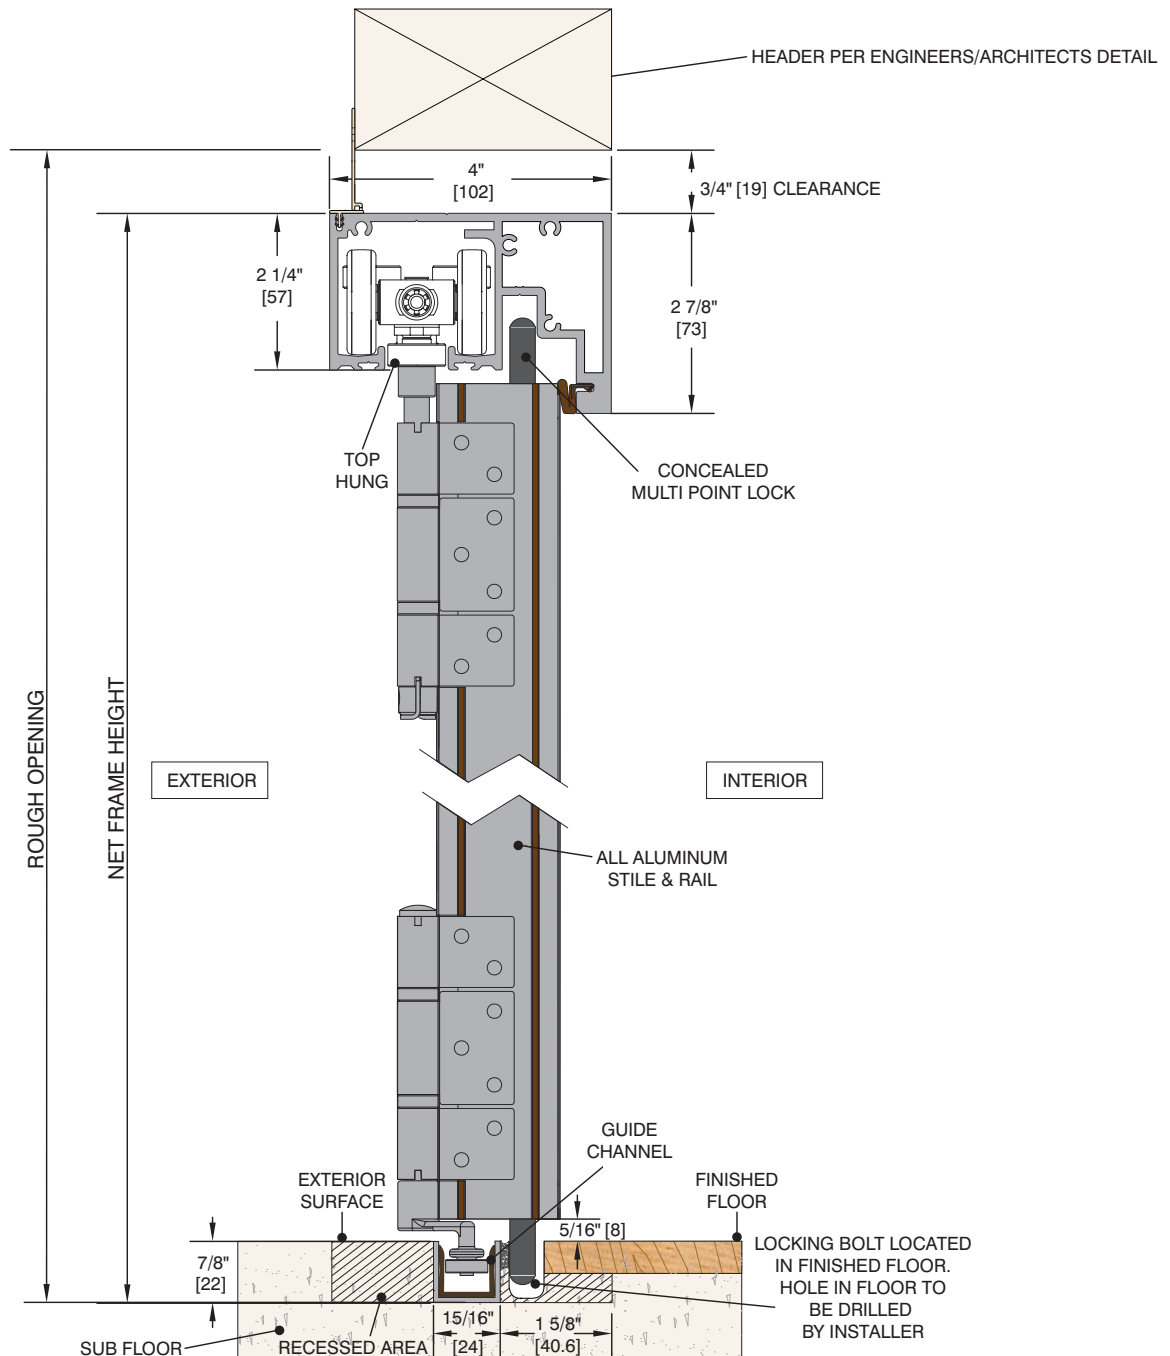 HEADER PER ENGINEERS/ARCHITECTS DETAIL
4"
[102]
3/4" [19] CLEARANCE
2 1/4"
[57]
2 7/8"
[73]
TOP
HUNG
CONCEALED
MULTI POINT LOCK
ROUGH OPENING
NET FRAME HEIGHT
EXTERIOR
INTERIOR
ALL ALUMINUM
STILE & RAIL
GUIDE
CHANNEL
EXTERIOR
SURFACE
FINISHED
FLOOR
5/16" [8]
7/8"
[22]
LOCKING BOLT LOCATED
IN FINISHED FLOOR.
HOLE IN FLOOR TO
BE DRILLED
BY INSTALLER
15/16"
[24]
1 5/8"
[40.6]
SUB FLOOR
RECESSED AREA